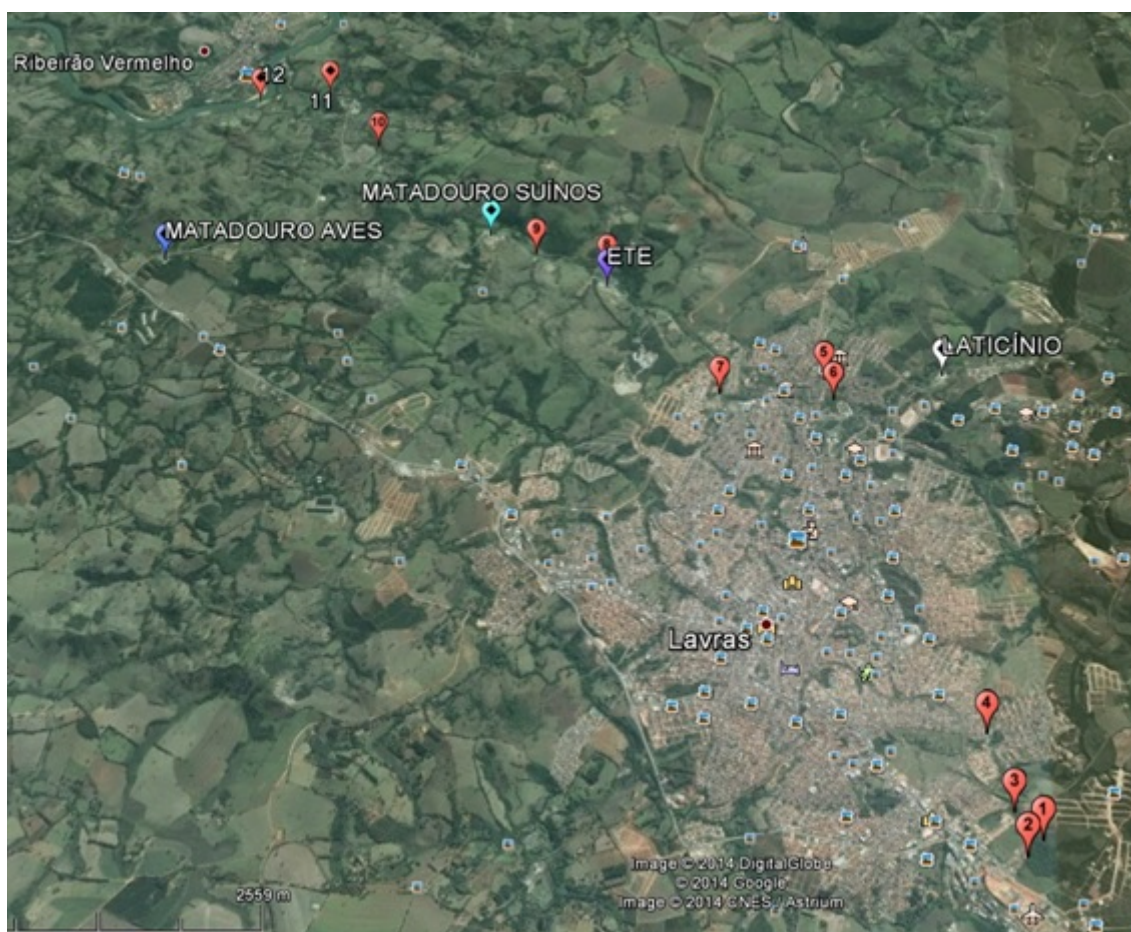 Ribeirão Vermelho
12
11
10
MATADOURO SUÍNOS
MATADOURO AVES
9
ETE
5
LATICÍNIO
7
6
Lavras
4
3
1
2
Image © 2014 DigitalGlobe
© 2014 Google
2559 m
Image © 2014 CNES / Astrium